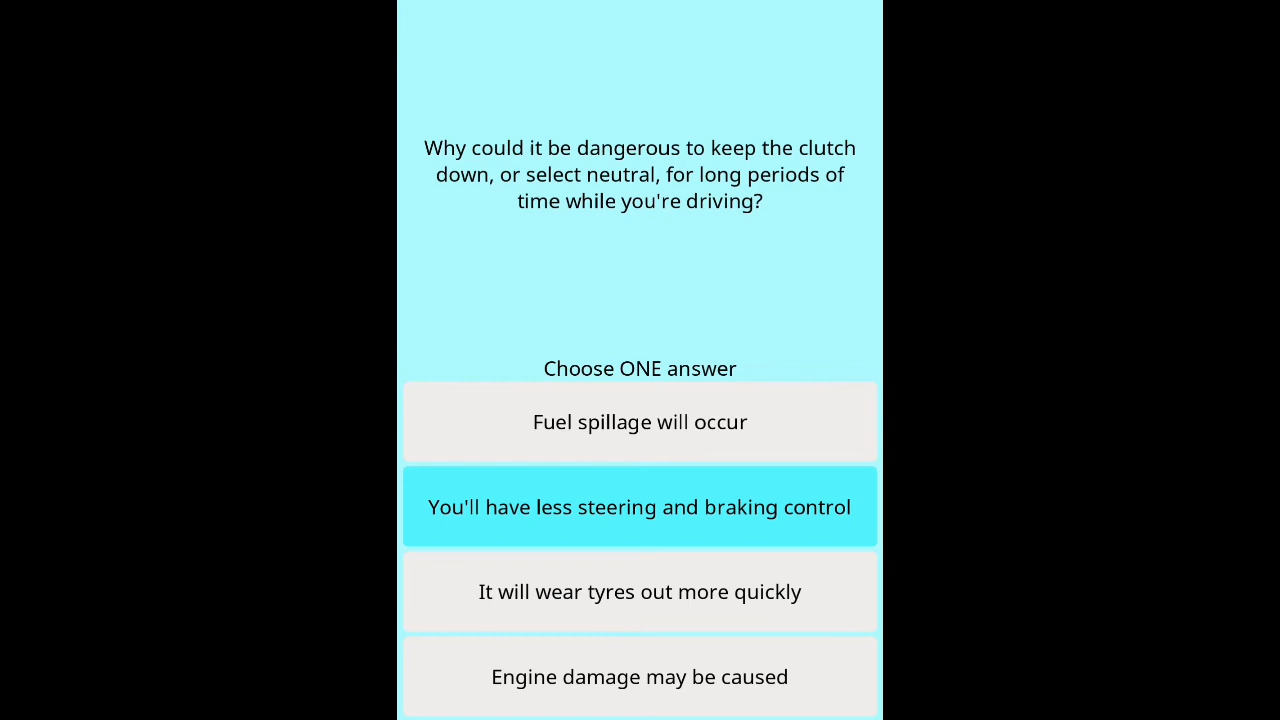 Why could it be dangerous to keep the clutch
down, or select neutral, for long periods of
time while you're driving?
Choose ONE answer
Fuel spillage will occur
You'll have less steering and braking control
It will wear tyres out more quickly
Engine damage may be caused